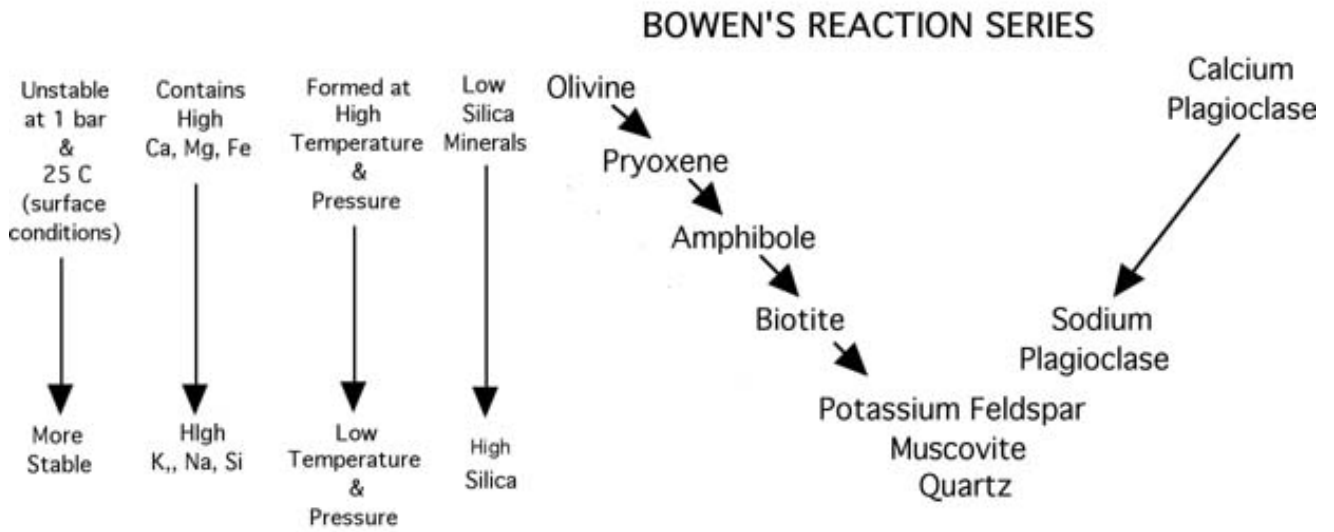 BOWEN'S REACTION SERIES
Unstable
at 1 bar
&
25 C
(surface
conditions)
More
Stable
Contains
High
Ca, Mg, Fe
HIgh
K,, Na, Si
Formed at
High
Temperature
&
Pressure
Low
Temperature
&
Pressure
Low
Silica
Minerals
High
Silica
Olivine
Pryoxene
Amphibole
Biotite
Calcium
Plagioclase
Sodium
Plagioclase
Potassium Feldspar
Muscovite
Quartz